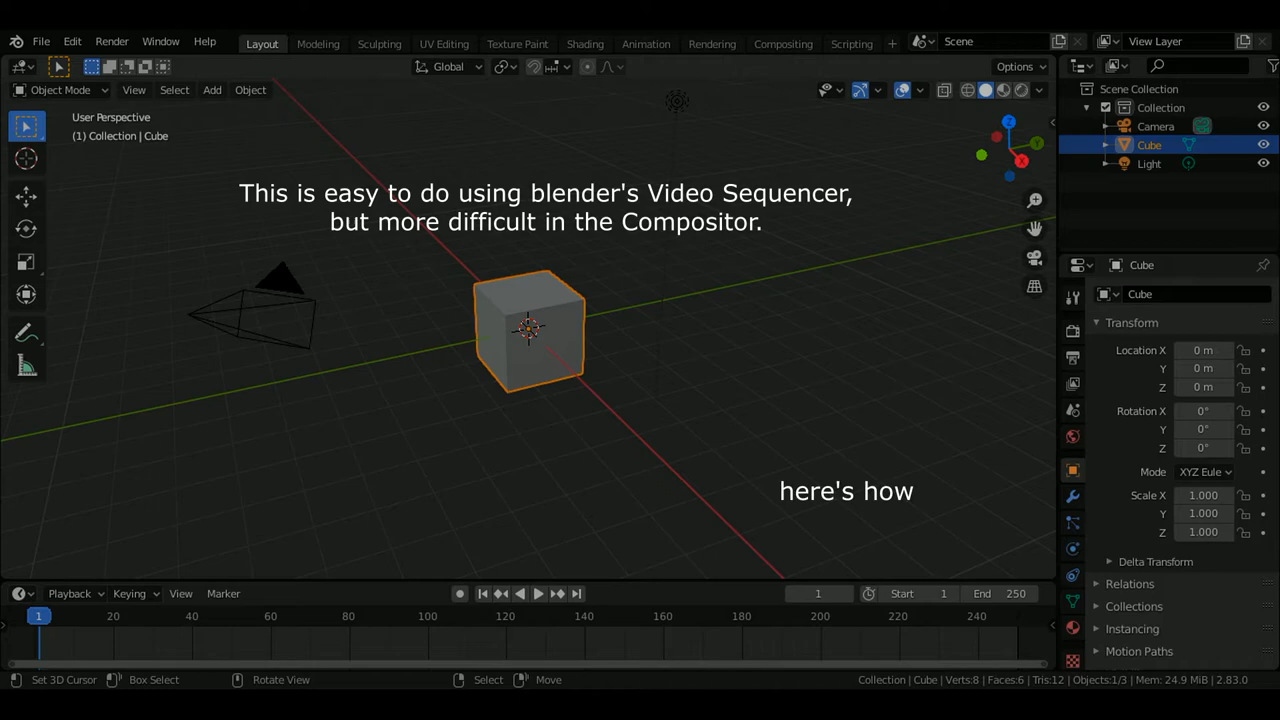 File Edit Render Window Help Layout Modeling Sculpting UV Editing Texture Paint Shading Animation Rendering Compositing Scripting + Scene View Layer
Global Options
Object Mode View Select Add Object
User Perspective
(1) Collection | Cube
This is easy to do using blender's Video Sequencer,
but more difficult in the Compositor.
here's how
Z
Y
X
Scene Collection
Collection
Camera
Cube
Light
Cube
Cube
Transform
Location X 0 m
Y 0 m
Z 0 m
Rotation X 0°
Y 0°
Z 0°
Mode XYZ Eule
Scale X 1.000
Y 1.000
Z 1.000
Delta Transform
Relations
Collections
Instancing
Motion Paths
Playback Keying View Marker 1 Start 1 End 250
1 20 40 60 80 100 120 140 160 180 200 220 240
Set 3D Cursor Box Select Rotate View Select Move Collection | Cube | Verts:8 | Faces:6 | Tris:12 | Objects:1/3 | Mem: 24.9 MiB | 2.83.0